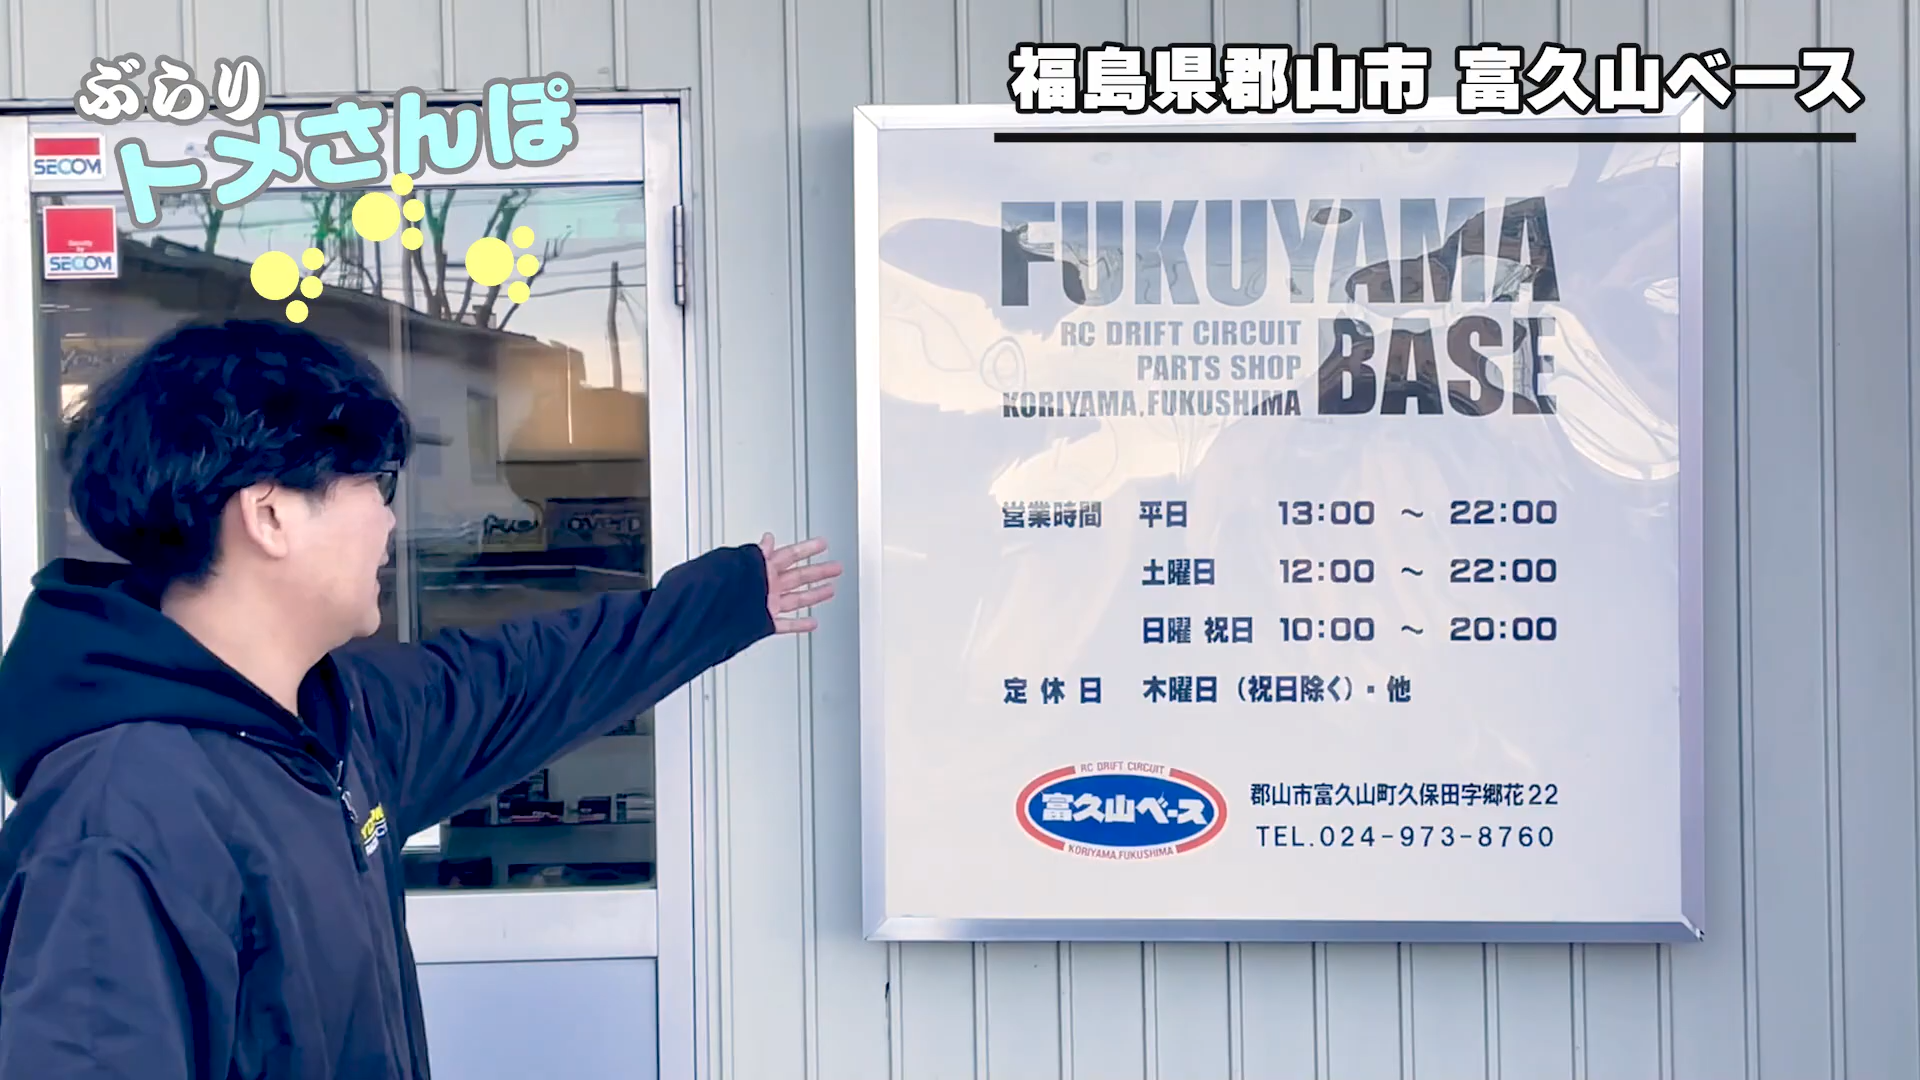 ぶらり
トメさんぽ
福島県郡山市 富久山ベース
SECOM
SECOM
FUKUYAMA
RC DRIFT CIRCUIT
PARTS SHOP
KORIYAMA,FUKUSHIMA
BASE
営業時間 平日 13:00 ～ 22:00
土曜日 12:00 ～ 22:00
日曜 祝日 10:00 ～ 20:00
定休日 木曜日（祝日除く）・他
RC DRIFT CIRCUIT
富久山ベース
KORIYAMA,FUKUSHIMA
郡山市富久山町久保田字郷花22
TEL.024-973-8760